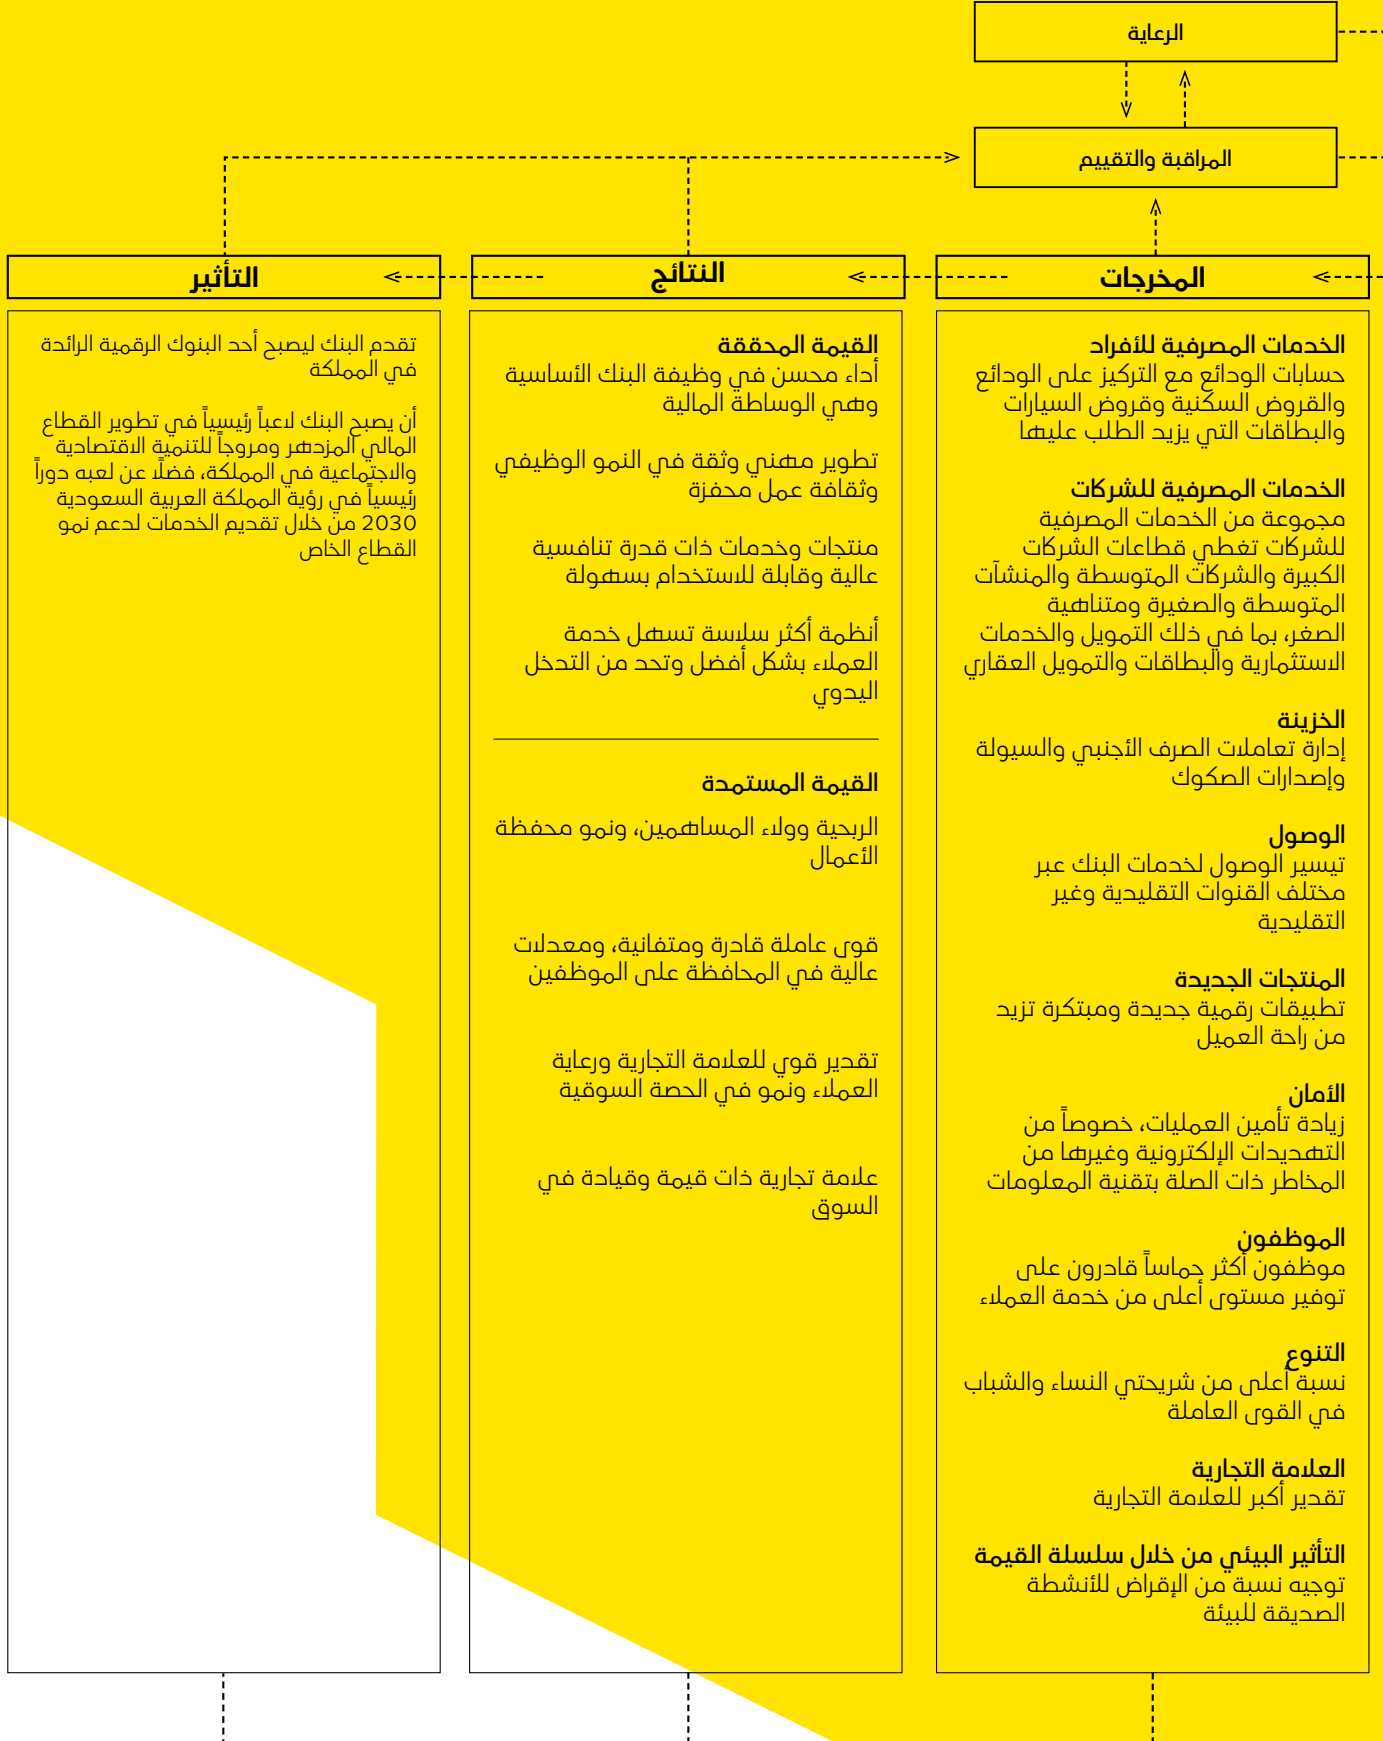 الرعاية
المراقبة والتقييم
المخرجات
الخدمات المصرفية للأفراد
حسابات الودائع مع التركيز على الودائع
والقروض السكنية وقروض السيارات
والبطاقات التي يزيد الطلب عليها
الخدمات المصرفية للشركات
مجموعة من الخدمات المصرفية
للشركات تغطي قطاعات الشركات
الكبيرة والشركات المتوسطة والمنشآت
المتوسطة والصغيرة ومتناهية
الصغر، بما في ذلك التمويل والخدمات
الاستثمارية والبطاقات والتمويل العقاري
الخزينة
إدارة تعاملات الصرف الأجنبي والسيولة
وإصدارات الصكوك
الوصول
تيسير الوصول لخدمات البنك عبر
مختلف القنوات التقليدية وغير
التقليدية
المنتجات الجديدة
تطبيقات رقمية جديدة ومبتكرة تزيد
من راحة العميل
الأمان
زيادة تأمين العمليات، خصوصاً من
التهديدات الإلكترونية وغيرها من
المخاطر ذات الصلة بتقنية المعلومات
الموظفون
موظفون أكثر حماساً قادرون على
توفير مستوى أعلى من خدمة العملاء
التنوع
نسبة أعلى من شريحتي النساء والشباب
في القوى العاملة
العلامة التجارية
تقدير أكبر للعلامة التجارية
التأثير البيئي من خلال سلسلة القيمة
توجيه نسبة من الإقراض للأنشطة
الصديقة للبيئة
النتائج
القيمة المحققة
أداء محسن في وظيفة البنك الأساسية
وهي الوساطة المالية
تطوير مهني وثقة في النمو الوظيفي
وثقافة عمل محفزة
منتجات وخدمات ذات قدرة تنافسية
عالية وقابلة للاستخدام بسهولة
أنظمة أكثر سلاسة تسهل خدمة
العملاء بشكل أفضل وتحد من التدخل
اليدوي
القيمة المستمدة
الربحية وولاء المساهمين، ونمو محفظة
الأعمال
قوى عاملة قادرة ومتفانية، ومعدلات
عالية في المحافظة على الموظفين
تقدير قوي للعلامة التجارية ورعاية
العملاء ونمو في الحصة السوقية
علامة تجارية ذات قيمة وقيادة في
السوق
التأثير
تقدم البنك ليصبح أحد البنوك الرقمية الرائدة
في المملكة
أن يصبح البنك لاعباً رئيسياً في تطوير القطاع
المالي المزدهر ومروجاً للتنمية الاقتصادية
والاجتماعية في المملكة، فضلًا عن لعبه دوراً
رئيسياً في رؤية المملكة العربية السعودية
2030 من خلال تقديم الخدمات لدعم نمو
القطاع الخاص